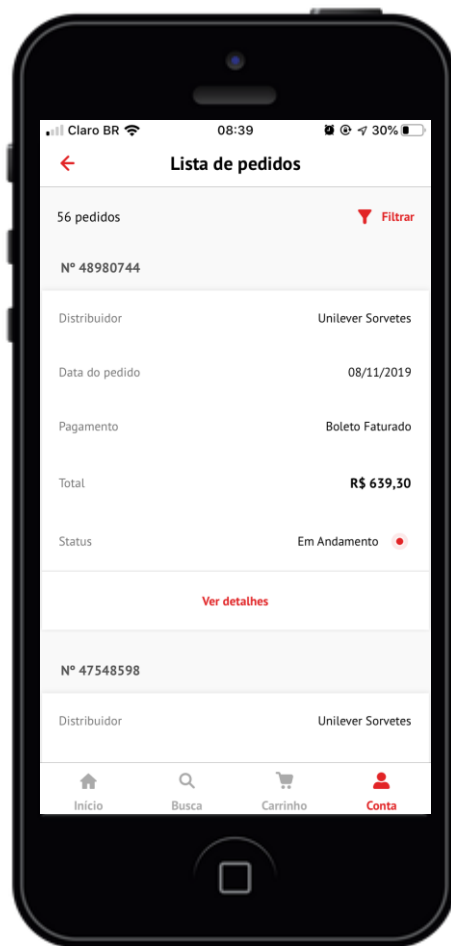 Claro BR 08:39 30%
Lista de pedidos
56 pedidos Filtrar
Nº 48980744
Distribuidor Unilever Sorvetes
Data do pedido 08/11/2019
Pagamento Boleto Faturado
Total R$ 639,30
Status Em Andamento
Ver detalhes
Nº 47548598
Distribuidor Unilever Sorvetes
Início Busca Carrinho Conta